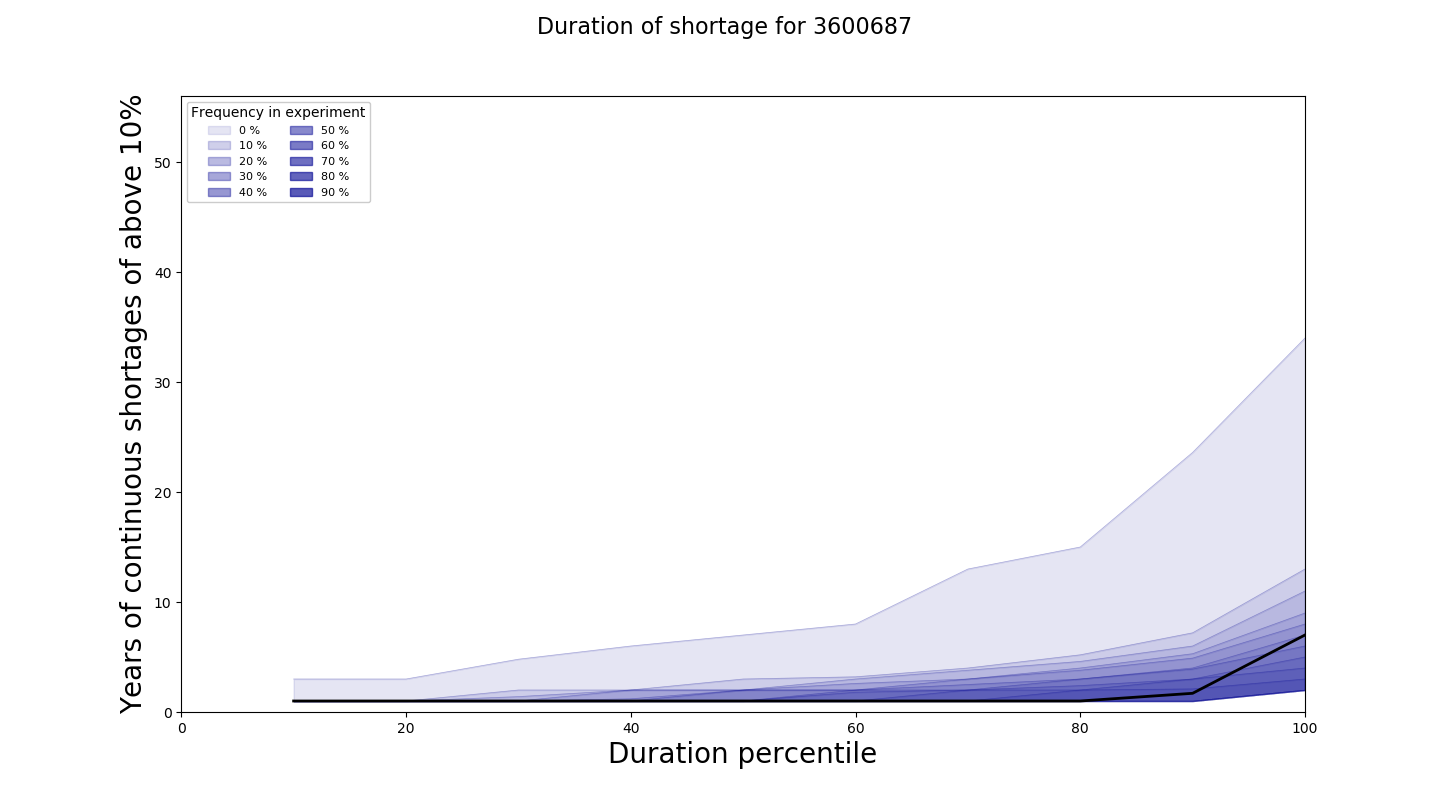 Duration of shortage for 3600687
Years of continuous shortages of above 10%
50
40
30
20
10
0
Frequency in experiment
0 % 50 %
10 % 60 %
20 % 70 %
30 % 80 %
40 % 90 %
0 20 40 60 80 100
Duration percentile